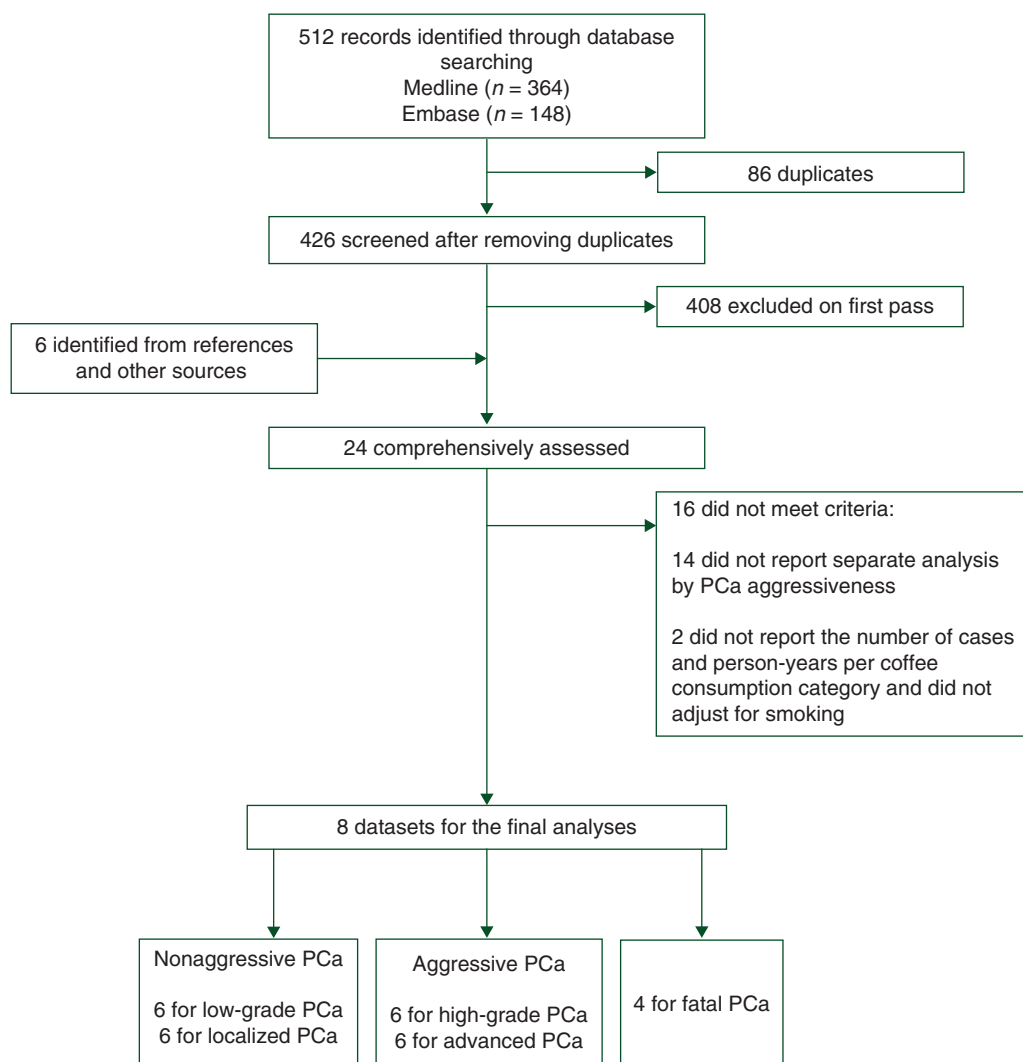 512 records identified through database
searching
Medline (n = 364)
Embase (n = 148)
86 duplicates
426 screened after removing duplicates
408 excluded on first pass
6 identified from references
and other sources
24 comprehensively assessed
16 did not meet criteria:
14 did not report separate analysis
by PCa aggressiveness
2 did not report the number of cases
and person-years per coffee
consumption category and did not
adjust for smoking
8 datasets for the final analyses
Nonaggressive PCa
6 for low-grade PCa
6 for localized PCa
Aggressive PCa
6 for high-grade PCa
6 for advanced PCa
4 for fatal PCa